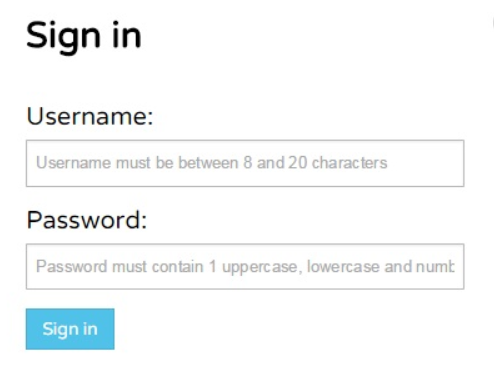 Sign in
Username:
Username must be between 8 and 20 characters
Password:
Password must contain 1 uppercase, lowercase and numb
Sign in